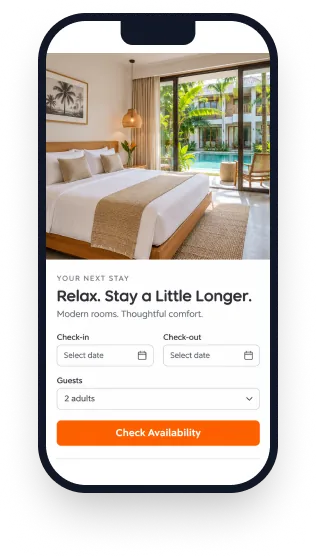 YOUR NEXT STAY
Relax. Stay a Little Longer.
Modern rooms. Thoughtful comfort.
Check-in Check-out
Select date Select date
Guests
2 adults
Check Availability